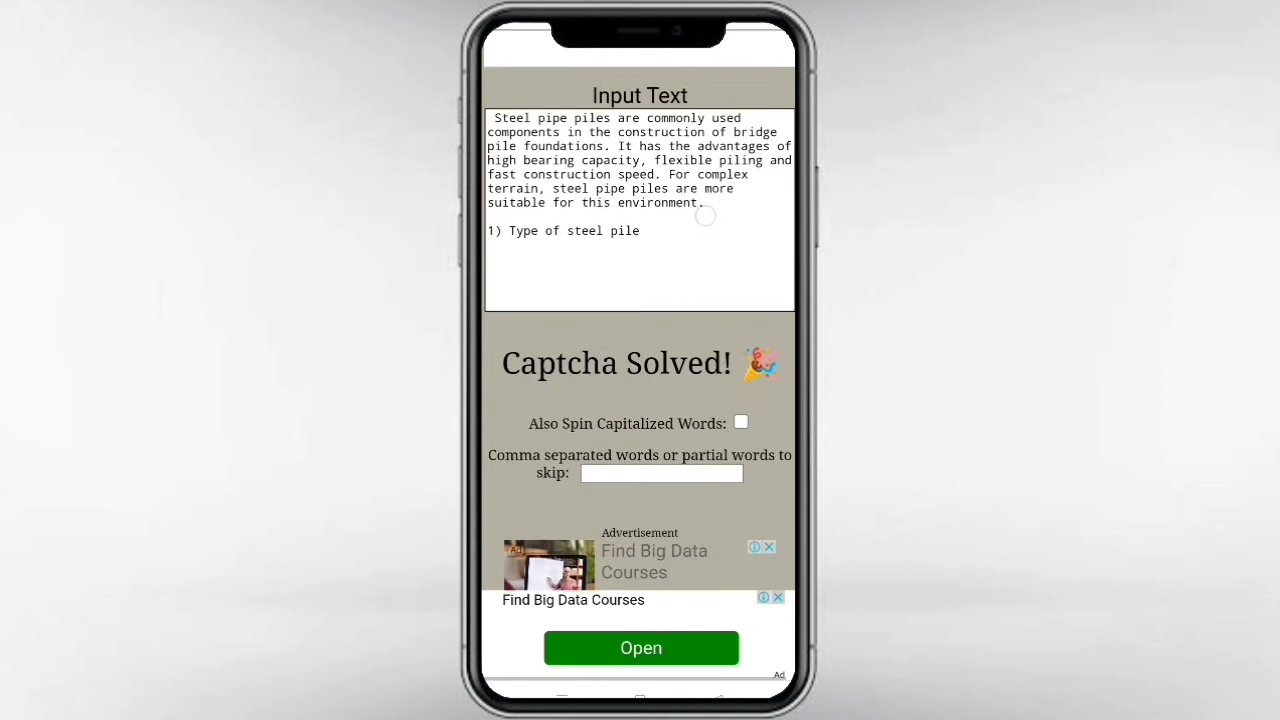 Input Text
Steel pipe piles are commonly used
components in the construction of bridge
pile foundations. It has the advantages of
high bearing capacity, flexible piling and
fast construction speed. For complex
terrain, steel pipe piles are more
suitable for this environment.
1) Type of steel pile
Captcha Solved! 🎉
Also Spin Capitalized Words:
Comma separated words or partial words to
skip:
Advertisement
Ad
Find Big Data
Courses
Find Big Data Courses
Open
Ad